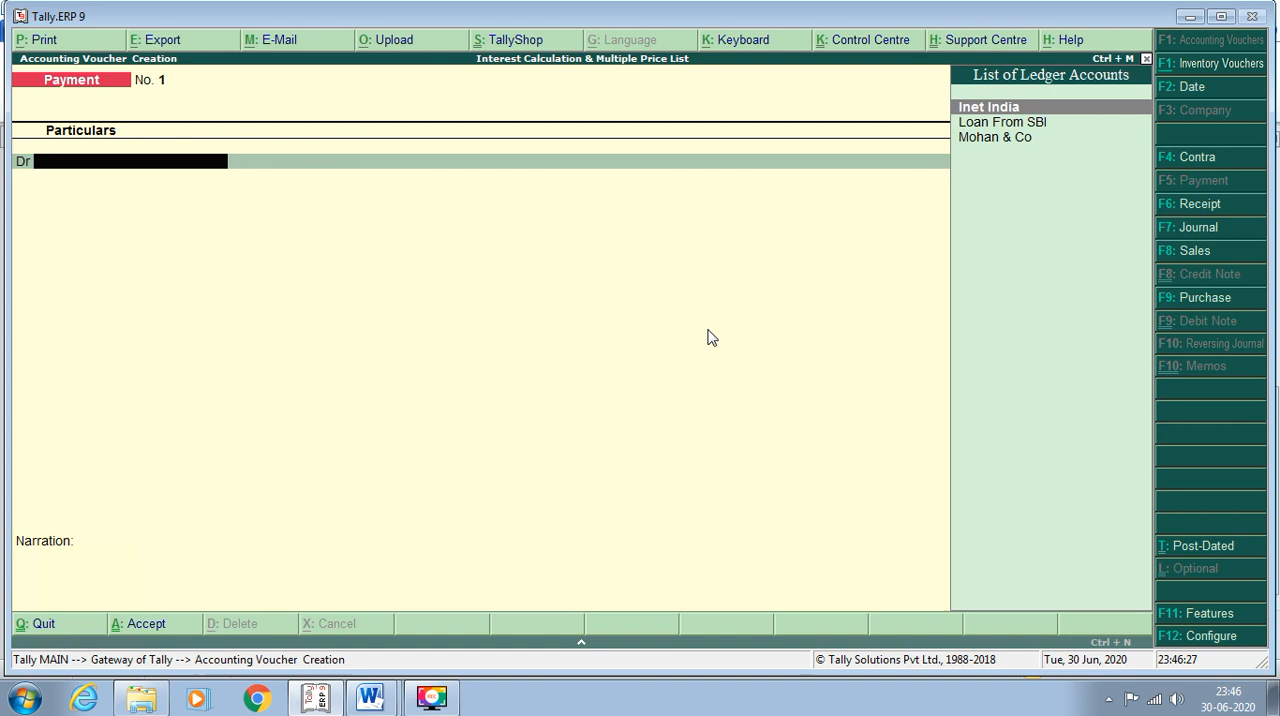 Tally.ERP 9
P: Print E: Export M: E-Mail O: Upload S: TallyShop G: Language K: Keyboard K: Control Centre H: Support Centre H: Help
Accounting Voucher Creation Interest Calculation & Multiple Price List Ctrl + M
Payment No. 1
Particulars
Dr
Narration:
List of Ledger Accounts
Inet India
Loan From SBI
Mohan & Co
F1: Accounting Vouchers
F1: Inventory Vouchers
F2: Date
F3: Company
F4: Contra
F5: Payment
F6: Receipt
F7: Journal
F8: Sales
F8: Credit Note
F9: Purchase
F9: Debit Note
F10: Reversing Journal
F10: Memos
T: Post-Dated
L: Optional
F11: Features
F12: Configure
Q: Quit A: Accept D: Delete X: Cancel
Ctrl + N
Tally MAIN --> Gateway of Tally --> Accounting Voucher Creation © Tally Solutions Pvt Ltd., 1988-2018 Tue, 30 Jun, 2020 23:46:27
Tally ERP 9
W
REC
23:46
30-06-2020